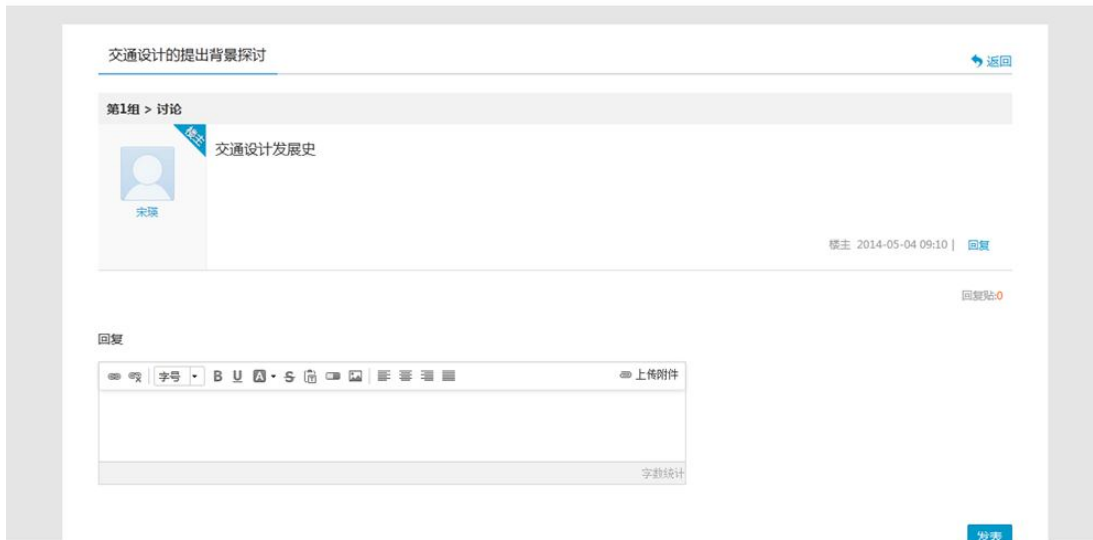 交通设计的提出背景探讨
返回
第1组 > 讨论
楼主
交通设计发展史
宋瑛
楼主 2014-05-04 09:10 | 回复
回复贴:0
回复
字号 B U A S 上传附件
字数统计
发表